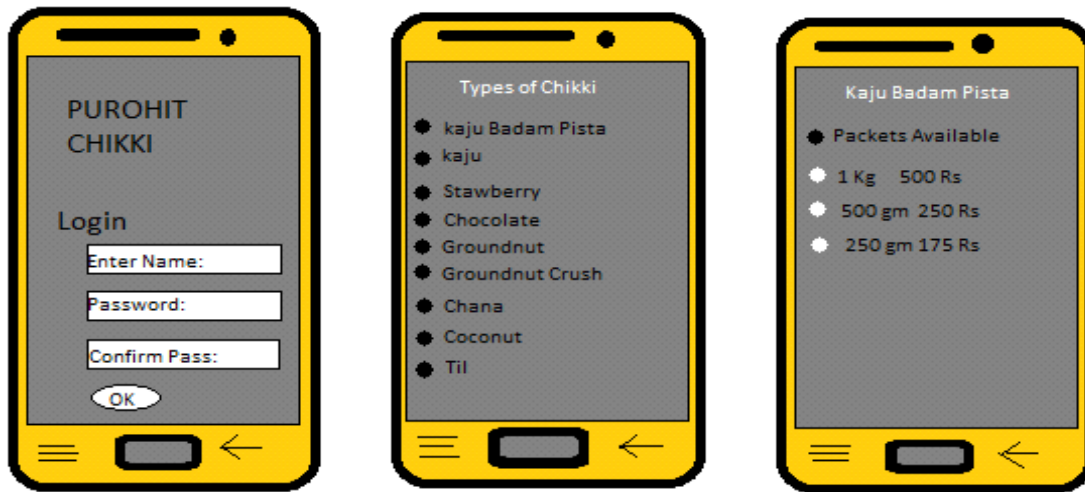 PUROHIT
CHIKKI
Login
Enter Name:
Password:
Confirm Pass:
OK
Types of Chikki
kaju Badam Pista
kaju
Stawberry
Chocolate
Groundnut
Groundnut Crush
Chana
Coconut
Til
Kaju Badam Pista
Packets Available
1 Kg 500 Rs
500 gm 250 Rs
250 gm 175 Rs